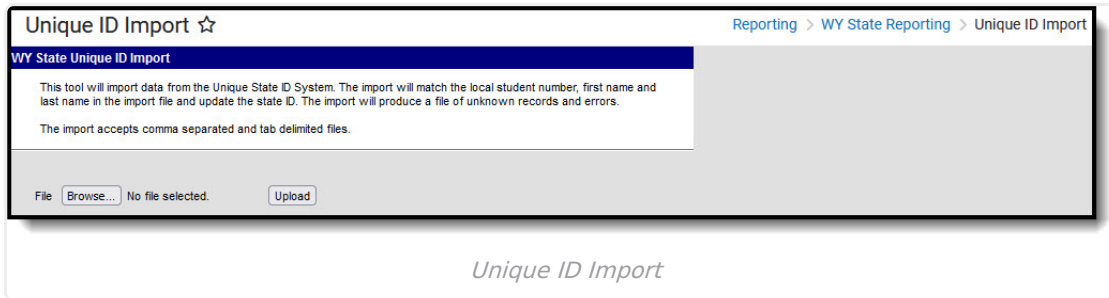 Unique ID Import ☆
Reporting > WY State Reporting > Unique ID Import
WY State Unique ID Import
This tool will import data from the Unique State ID System. The import will match the local student number, first name and
last name in the import file and update the state ID. The import will produce a file of unknown records and errors.
The import accepts comma separated and tab delimited files.
File Browse... No file selected. Upload
Unique ID Import